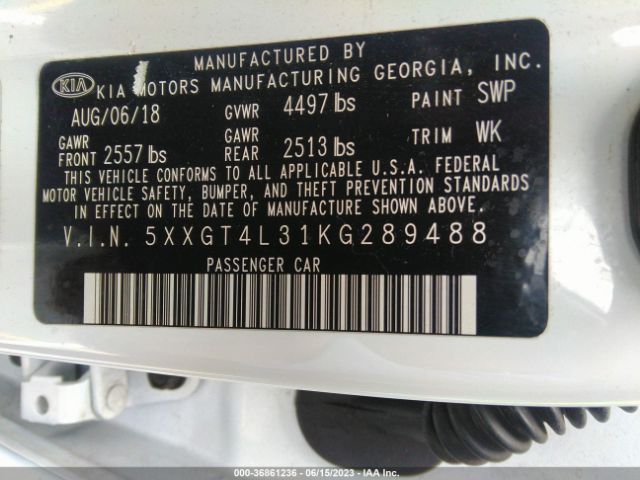 MANUFACTURED BY
KIA KIA MOTORS MANUFACTURING GEORGIA, INC.
AUG/06/18 GVWR 4497 lbs PAINT SWP
GAWR FRONT 2557 lbs GAWR REAR 2513 lbs TRIM WK
THIS VEHICLE CONFORMS TO ALL APPLICABLE U.S.A. FEDERAL
MOTOR VEHICLE SAFETY, BUMPER, AND THEFT PREVENTION STANDARDS
IN EFFECT ON THE DATE OF MANUFACTURE SHOWN ABOVE.
V.I.N. 5XXGT4L31KG289488
PASSENGER CAR
000-36861236 - 06/15/2023 - IAA Inc.